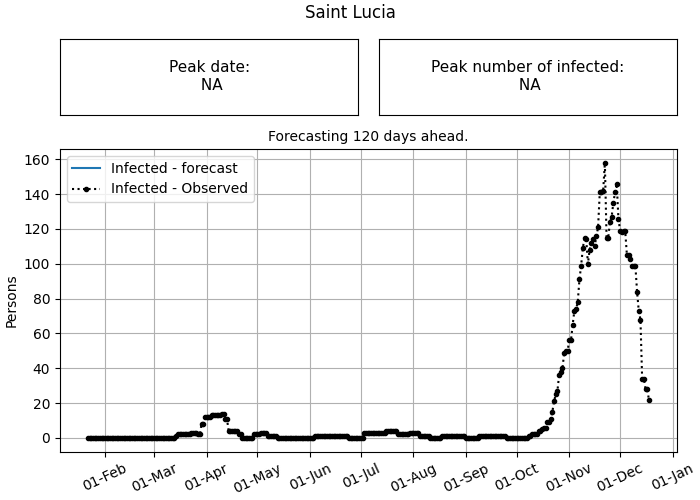 Saint Lucia
Peak date:
NA
Peak number of infected:
NA
Forecasting 120 days ahead.
Infected - forecast
Infected - Observed
Persons
160
140
120
100
80
60
40
20
0
01-Feb
01-Mar
01-Apr
01-May
01-Jun
01-Jul
01-Aug
01-Sep
01-Oct
01-Nov
01-Dec
01-Jan